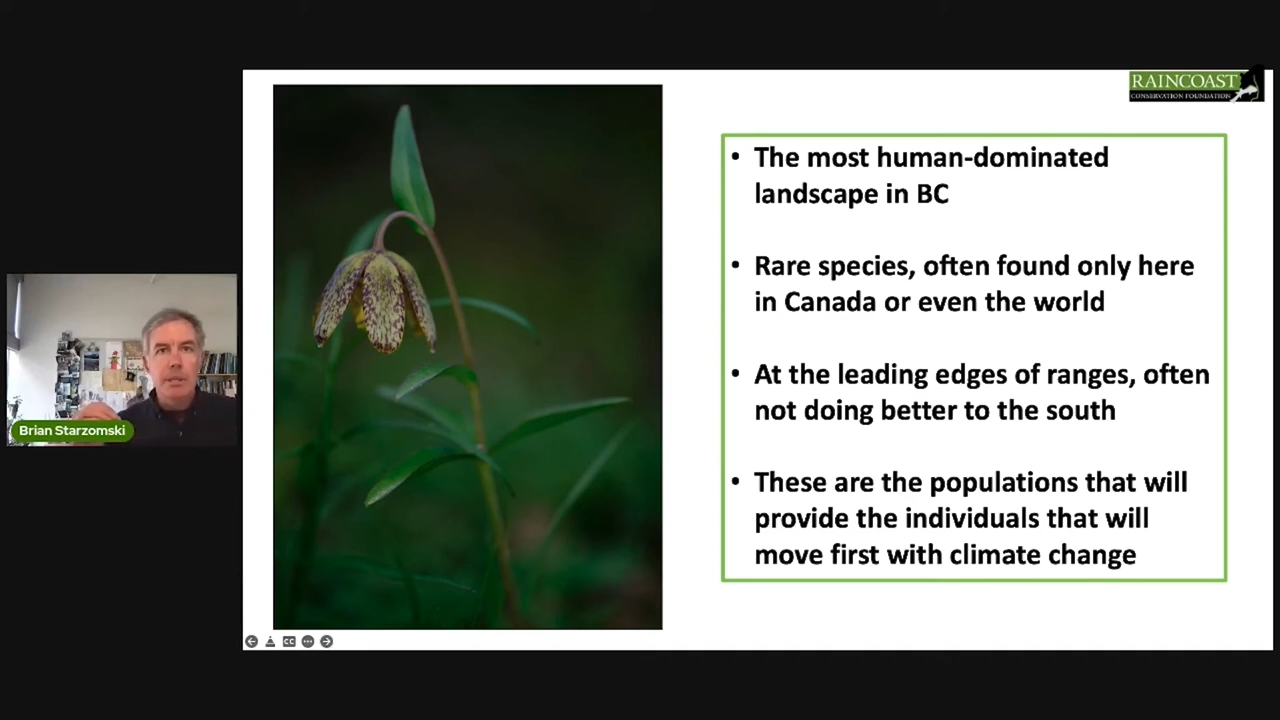 RAINCOAST
CONSERVATION FOUNDATION
• The most human-dominated
landscape in BC
• Rare species, often found only here
in Canada or even the world
• At the leading edges of ranges, often
not doing better to the south
• These are the populations that will
provide the individuals that will
move first with climate change
Brian Starzomski
CC